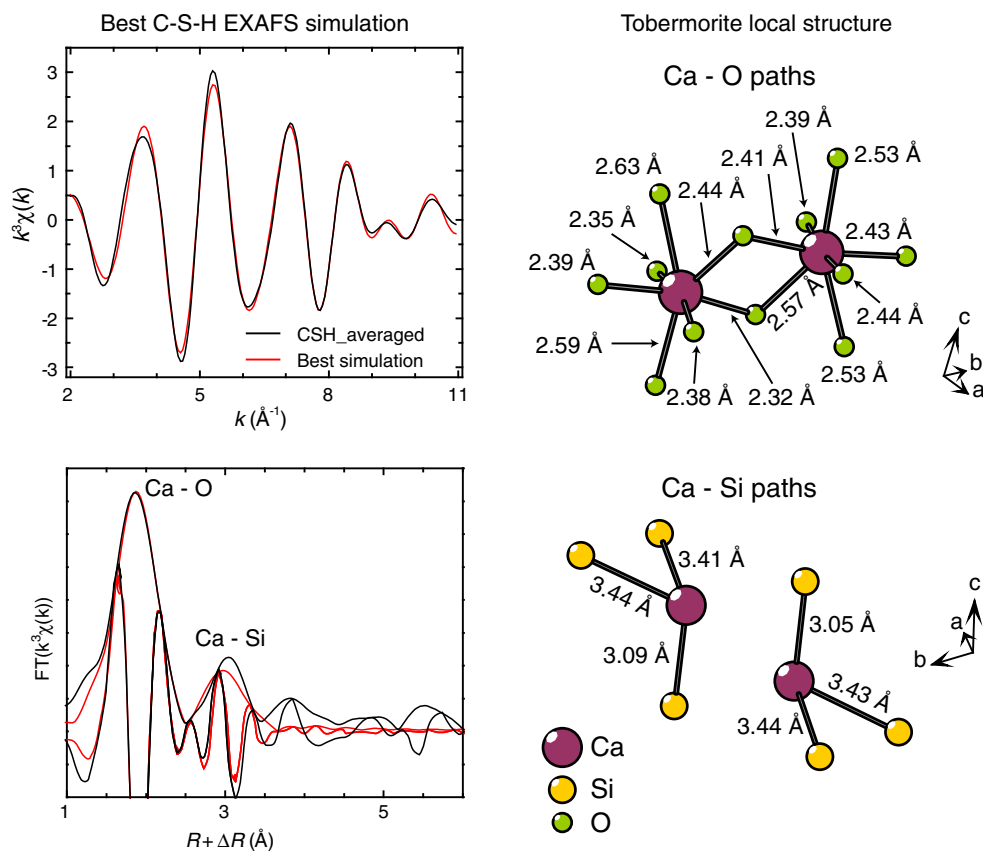 Best C-S-H EXAFS simulation
3
2
1
0
-1
-2
-3
k³χ(k)
CSH_averaged
Best simulation
2
5
8
11
k (Å⁻¹)
Ca - O
Ca - Si
FT(k³χ(k))
1
3
5
R + ΔR (Å)
Tobermorite local structure
Ca - O paths
2.39 Å
2.63 Å
2.41 Å
2.53 Å
2.44 Å
2.35 Å
2.43 Å
2.39 Å
2.57 Å
2.44 Å
2.59 Å
2.53 Å
2.38 Å
2.32 Å
c
b
a
Ca - Si paths
3.41 Å
3.44 Å
3.09 Å
3.05 Å
3.43 Å
3.44 Å
c
a
b
Ca
Si
O